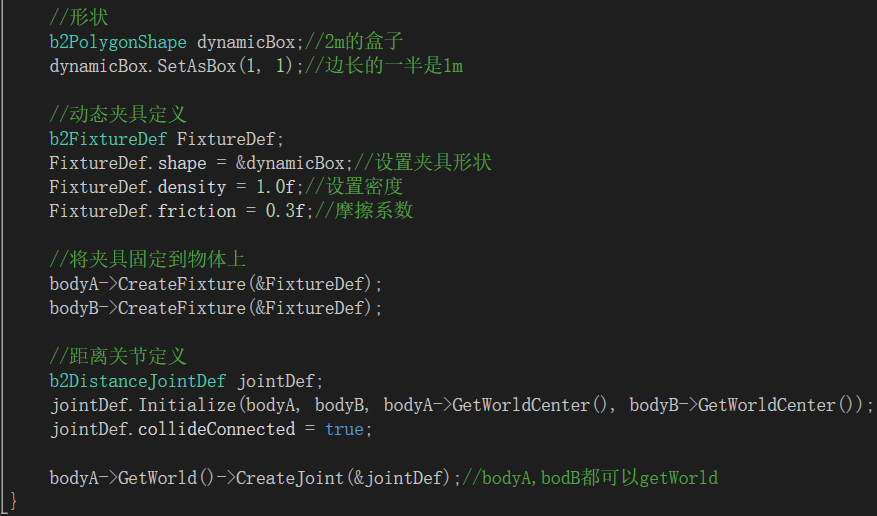 //形状
b2PolygonShape dynamicBox;//2m的盒子
dynamicBox.SetAsBox(1, 1);//边长的一半是1m
//动态夹具定义
b2FixtureDef FixtureDef;
FixtureDef.shape = &dynamicBox;//设置夹具形状
FixtureDef.density = 1.0f;//设置密度
FixtureDef.friction = 0.3f;//摩擦系数
//将夹具固定到物体上
bodyA->CreateFixture(&FixtureDef);
bodyB->CreateFixture(&FixtureDef);
//距离关节定义
b2DistanceJointDef jointDef;
jointDef.Initialize(bodyA, bodyB, bodyA->GetWorldCenter(), bodyB->GetWorldCenter());
jointDef.collideConnected = true;
bodyA->GetWorld()->CreateJoint(&jointDef);//bodyA,bodB都可以getWorld
}